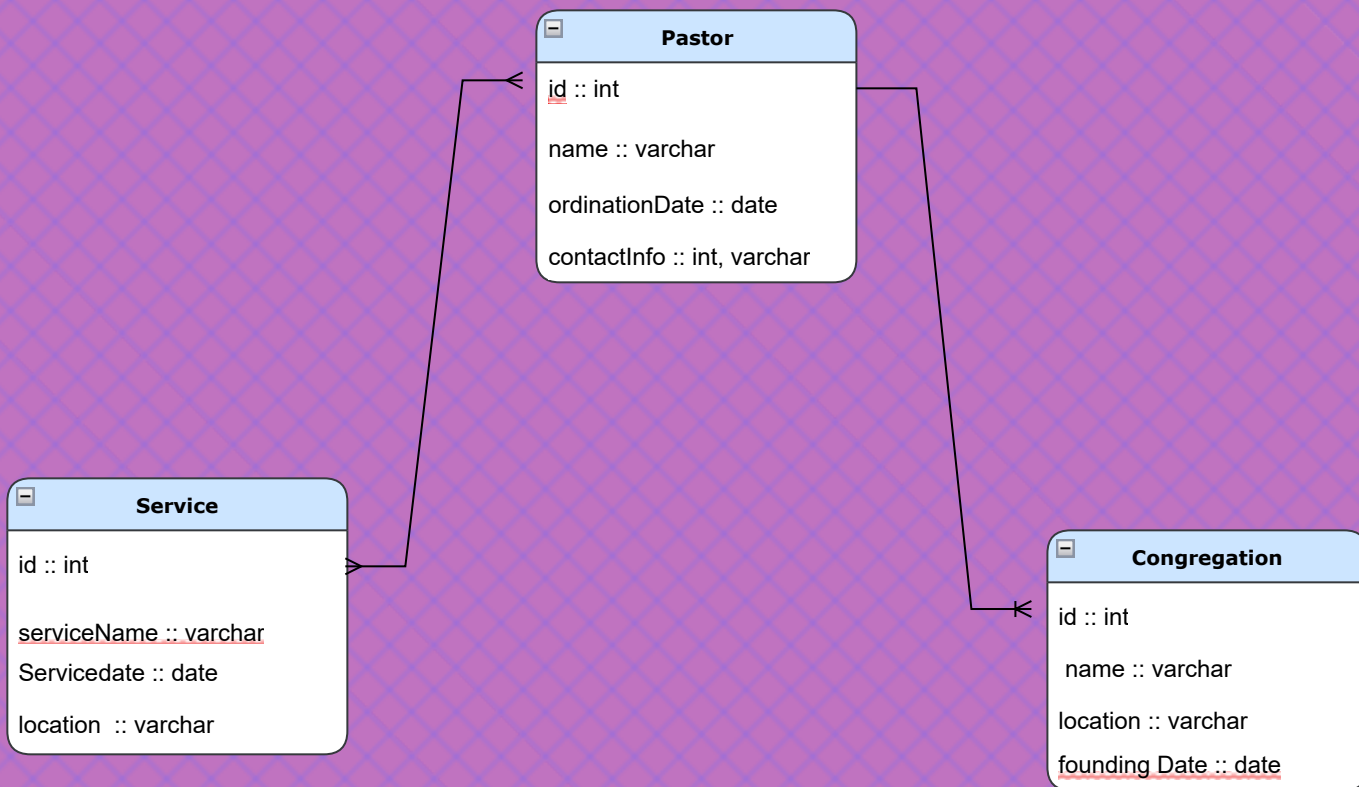 Pastor
id :: int
name :: varchar
ordinationDate :: date
contactInfo :: int, varchar
Service
id :: int
serviceName :: varchar
Servicedate :: date
location :: varchar
Congregation
id :: int
name :: varchar
location :: varchar
founding Date :: date